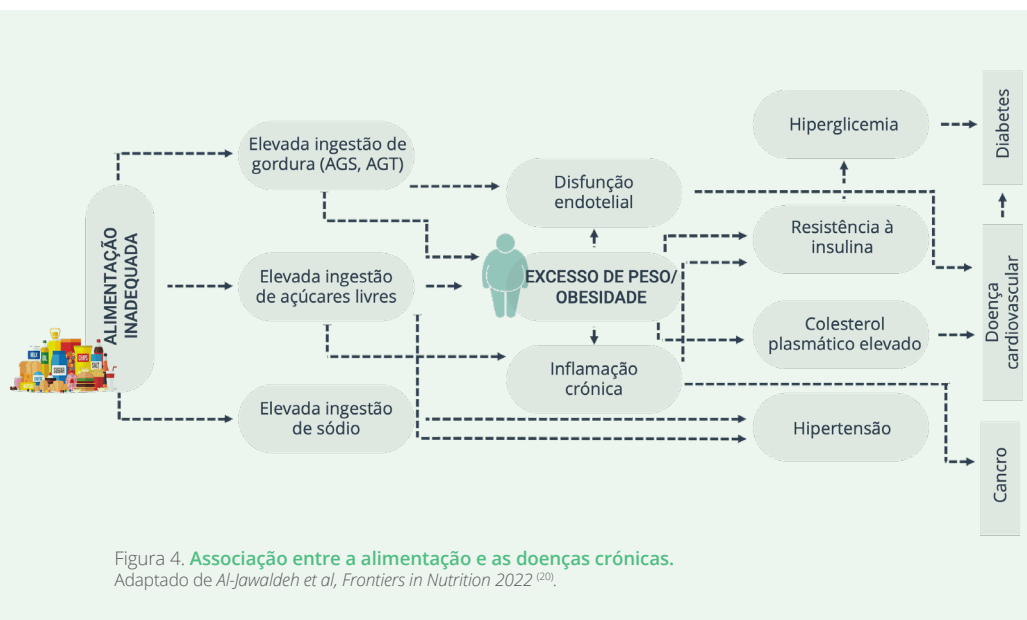 ALIMENTAÇÃO
INADEQUADA
Elevada ingestão de
gordura (AGS, AGT)
Elevada ingestão
de açúcares livres
Elevada ingestão
de sódio
Disfunção
endotelial
EXCESSO DE PESO/
OBESIDADE
Inflamação
crónica
Hiperglicemia
Resistência à
insulina
Colesterol
plasmático elevado
Hipertensão
Diabetes
Doença
cardiovascular
Cancro
Figura 4. Associação entre a alimentação e as doenças crónicas.
Adaptado de Al-Jawaldeh et al, Frontiers in Nutrition 2022 (20).